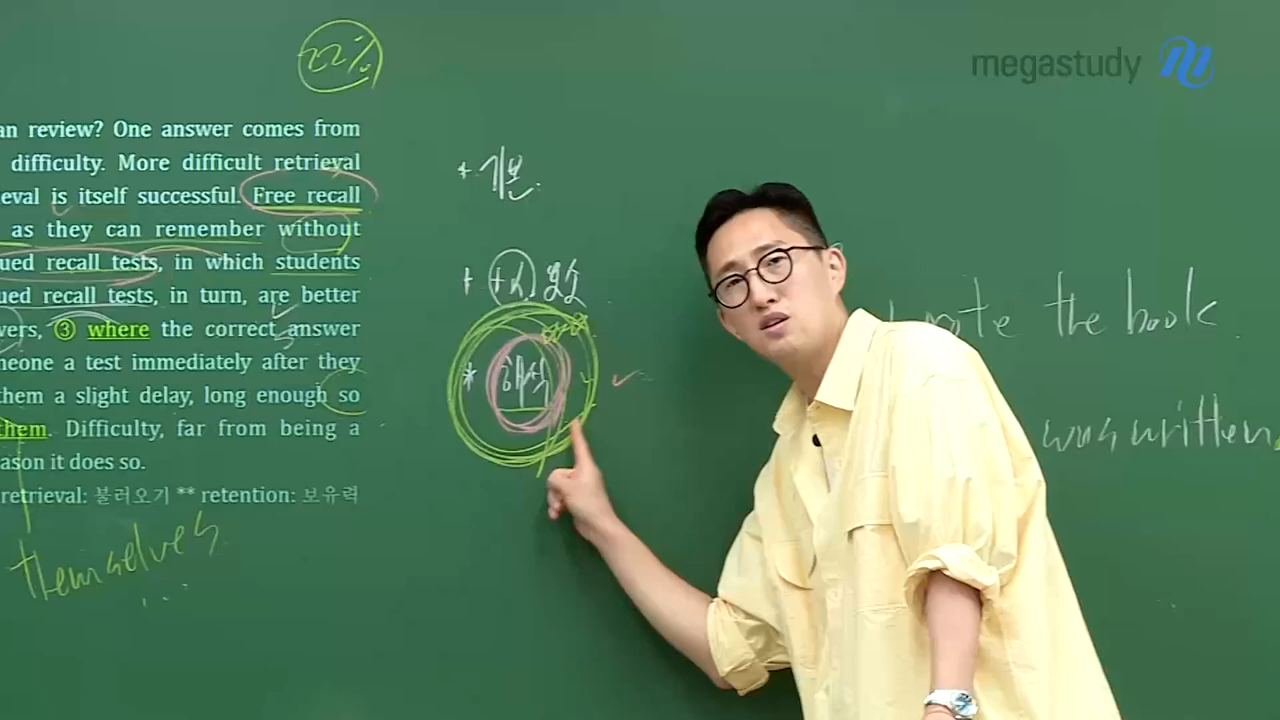 22%
megastudy
an review? One answer comes from
difficulty. More difficult retrieval
eval is itself successful. Free recall
as they can remember without
ued recall tests, in which students
ued recall tests, in turn, are better
vers, ③ where the correct answer
neone a test immediately after they
them a slight delay, long enough so
them. Difficulty, far from being a
ason it does so.
retrieval: 불러오기 ** retention: 보유력
themselves
...
* 기본
해석
wrote the book
was written